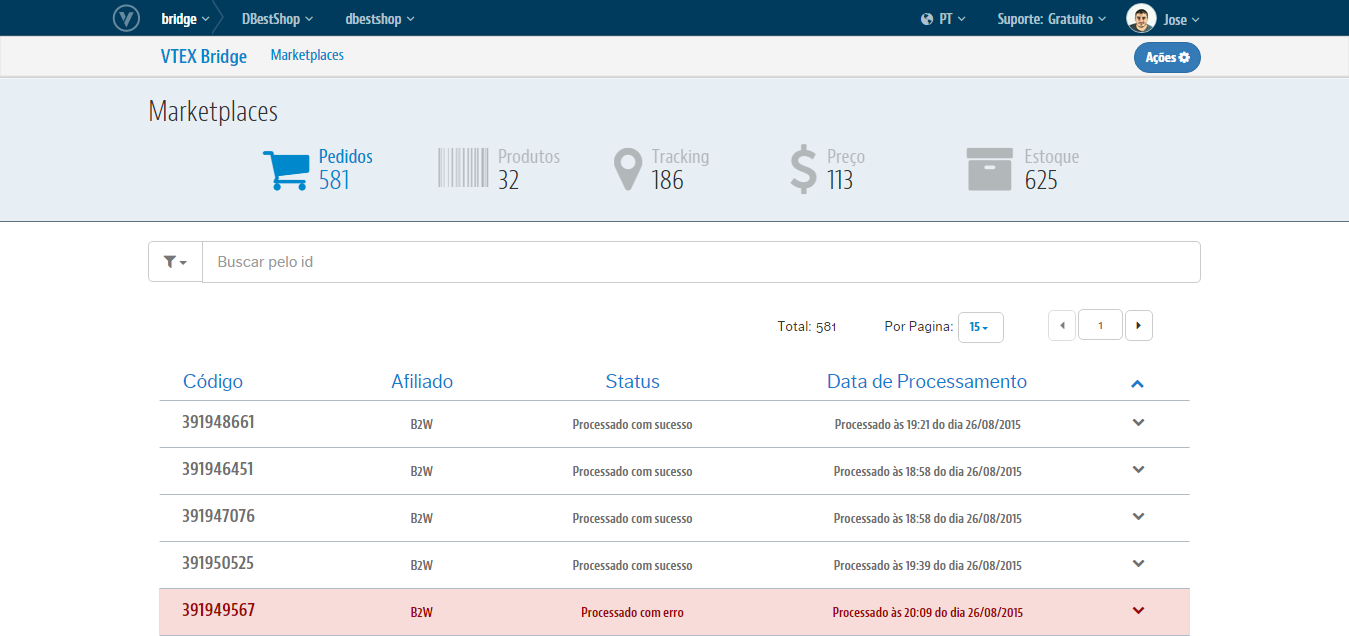 bridge DBestShop dbestshop PT Suporte: Gratuito Jose
VTEX Bridge Marketplaces Ações
Marketplaces
Pedidos Produtos Tracking Preço Estoque
581 32 186 113 625
Buscar pelo id
Total: 581 Por Pagina: 15 1
Código Afiliado Status Data de Processamento
391948661 B2W Processado com sucesso Processado às 19:21 do dia 26/08/2015
391946451 B2W Processado com sucesso Processado às 18:58 do dia 26/08/2015
391947076 B2W Processado com sucesso Processado às 18:58 do dia 26/08/2015
391950525 B2W Processado com sucesso Processado às 19:39 do dia 26/08/2015
391949567 B2W Processado com erro Processado às 20:09 do dia 26/08/2015